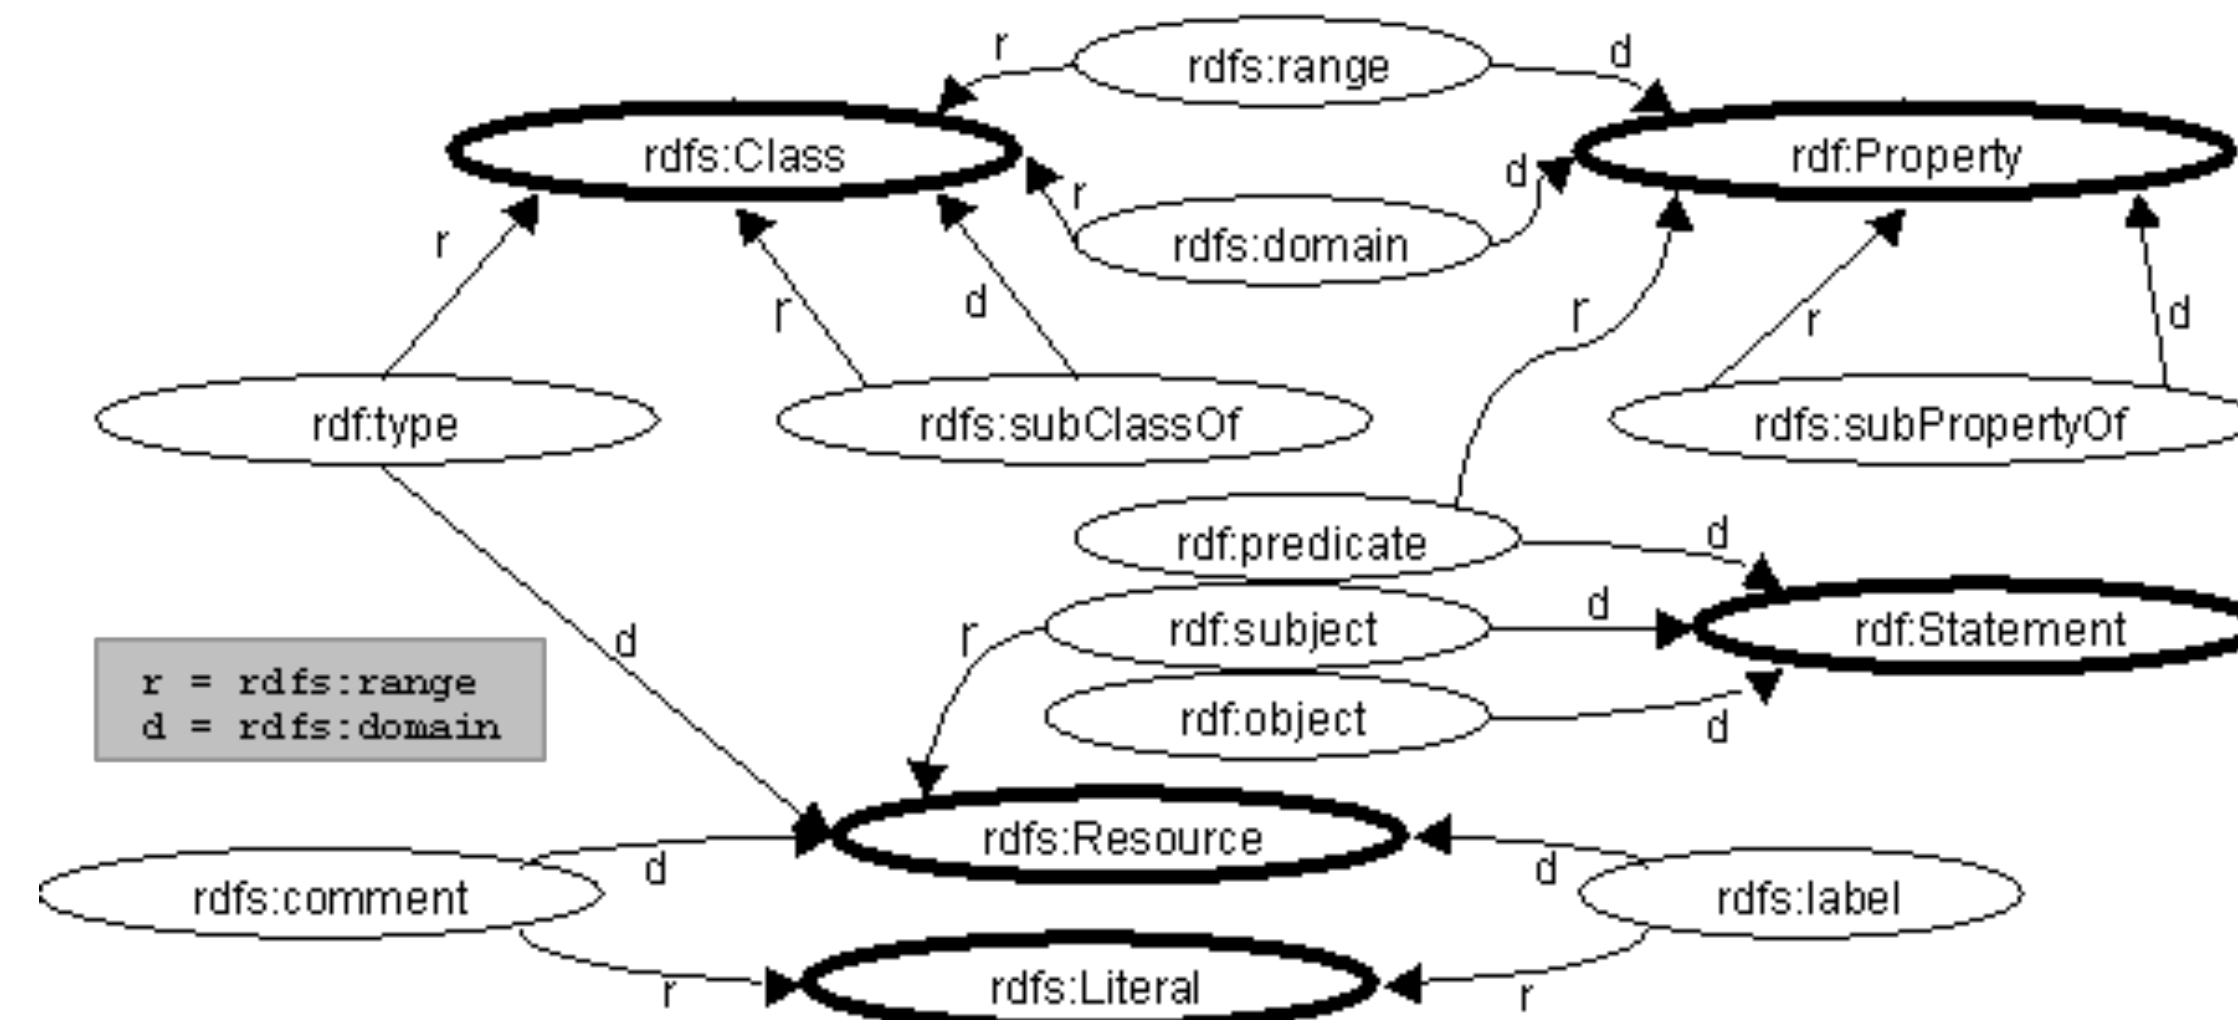 r
rdfs:range
d
rdfs:Class
rdf:Property
r
d
rdfs:domain
r
r
d
r
r
d
rdf:type
rdfs:subClassOf
rdfs:subPropertyOf
rdf:predicate
d
d
r
rdf:subject
d
rdf:Statement
r = rdfs:range
d = rdfs:domain
rdf:object
d
rdfs:Resource
d
d
rdfs:comment
rdfs:label
rdfs:Literal
r
r